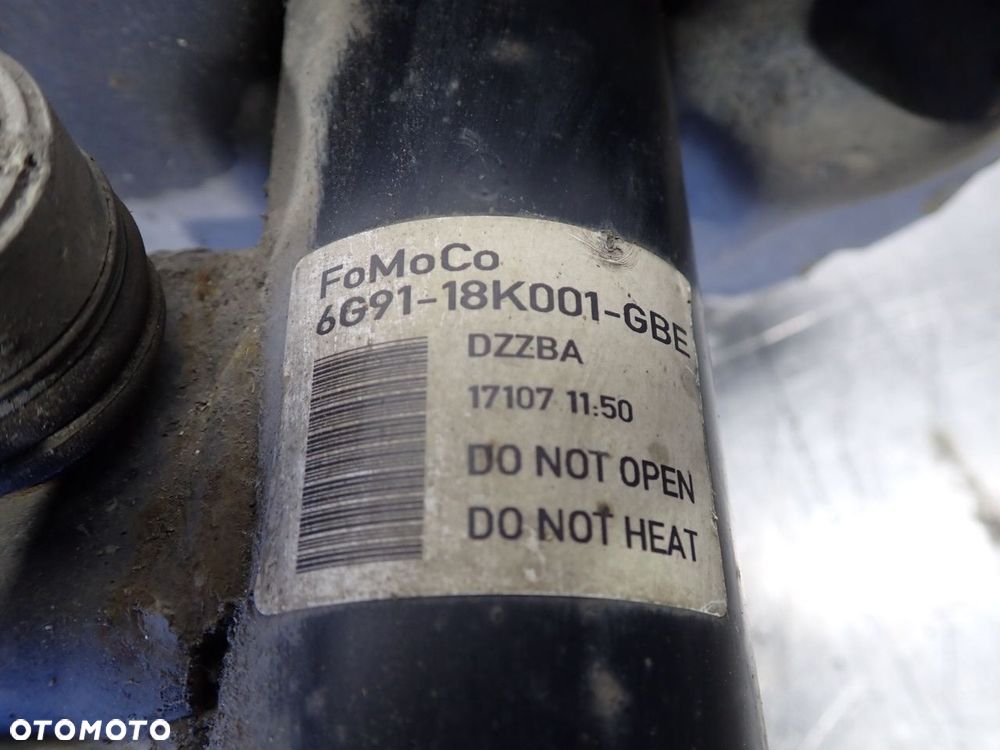 FoMoCo
6G91-18K001-GBE
DZZBA
17107 11:50
DO NOT OPEN
DO NOT HEAT
OTOMOTO